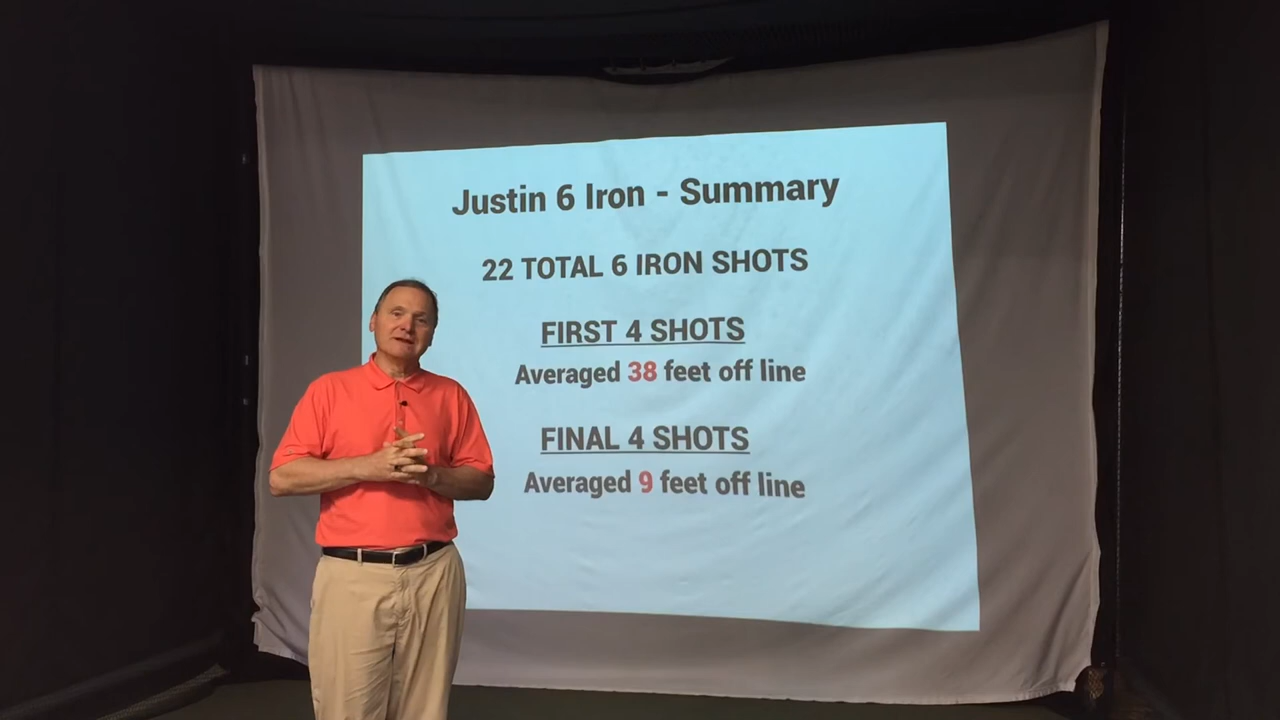 Justin 6 Iron - Summary
22 TOTAL 6 IRON SHOTS
FIRST 4 SHOTS
Averaged 38 feet off line
FINAL 4 SHOTS
Averaged 9 feet off line